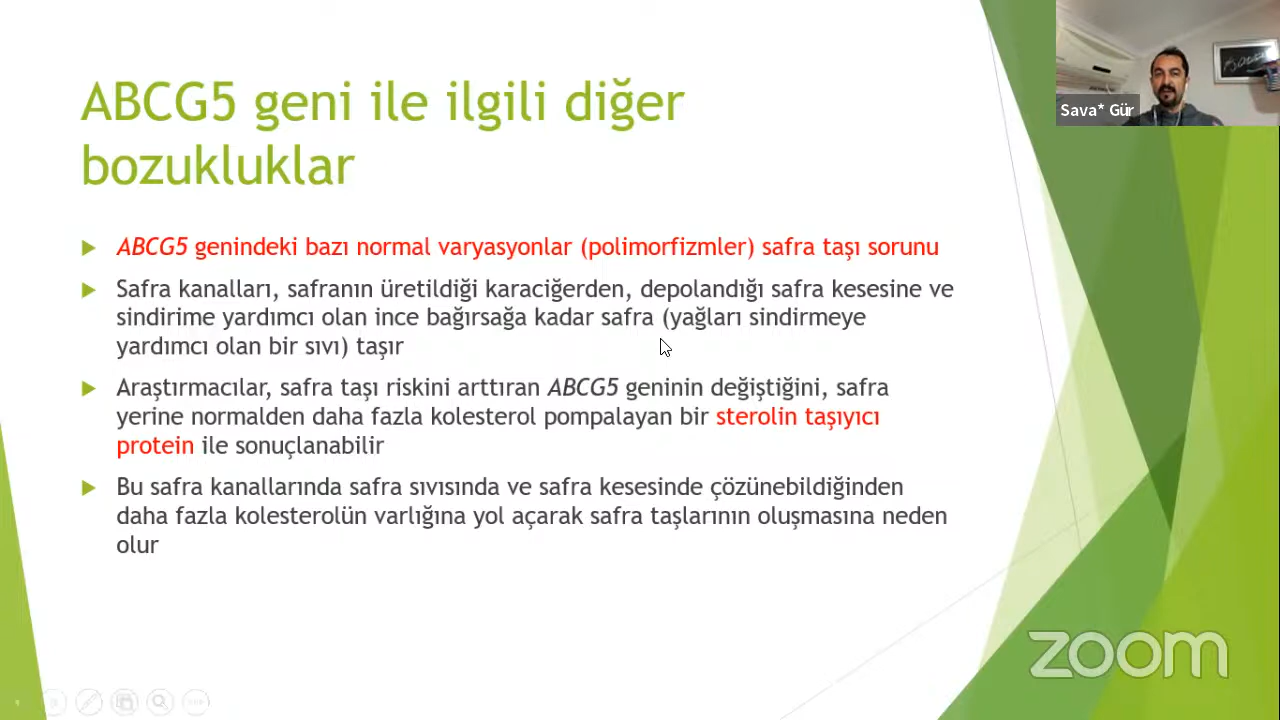 ABCG5 geni ile ilgili diğer
bozukluklar
ABCG5 genindeki bazı normal varyasyonlar (polimorfizmler) safra taşı sorunu
Safra kanalları, safranın üretildiği karaciğerden, depolandığı safra kesesine ve
sindirime yardımcı olan ince bağırsağa kadar safra (yağları sindirmeye
yardımcı olan bir sıvı) taşır
Araştırmacılar, safra taşı riskini arttıran ABCG5 geninin değiştiğini, safra
yerine normalden daha fazla kolesterol pompalayan bir sterolin taşıyıcı
protein ile sonuçlanabilir
Bu safra kanallarında safra sıvısında ve safra kesesinde çözünebildiğinden
daha fazla kolesterolün varlığına yol açarak safra taşlarının oluşmasına neden
olur
Sava* Gür
zoom